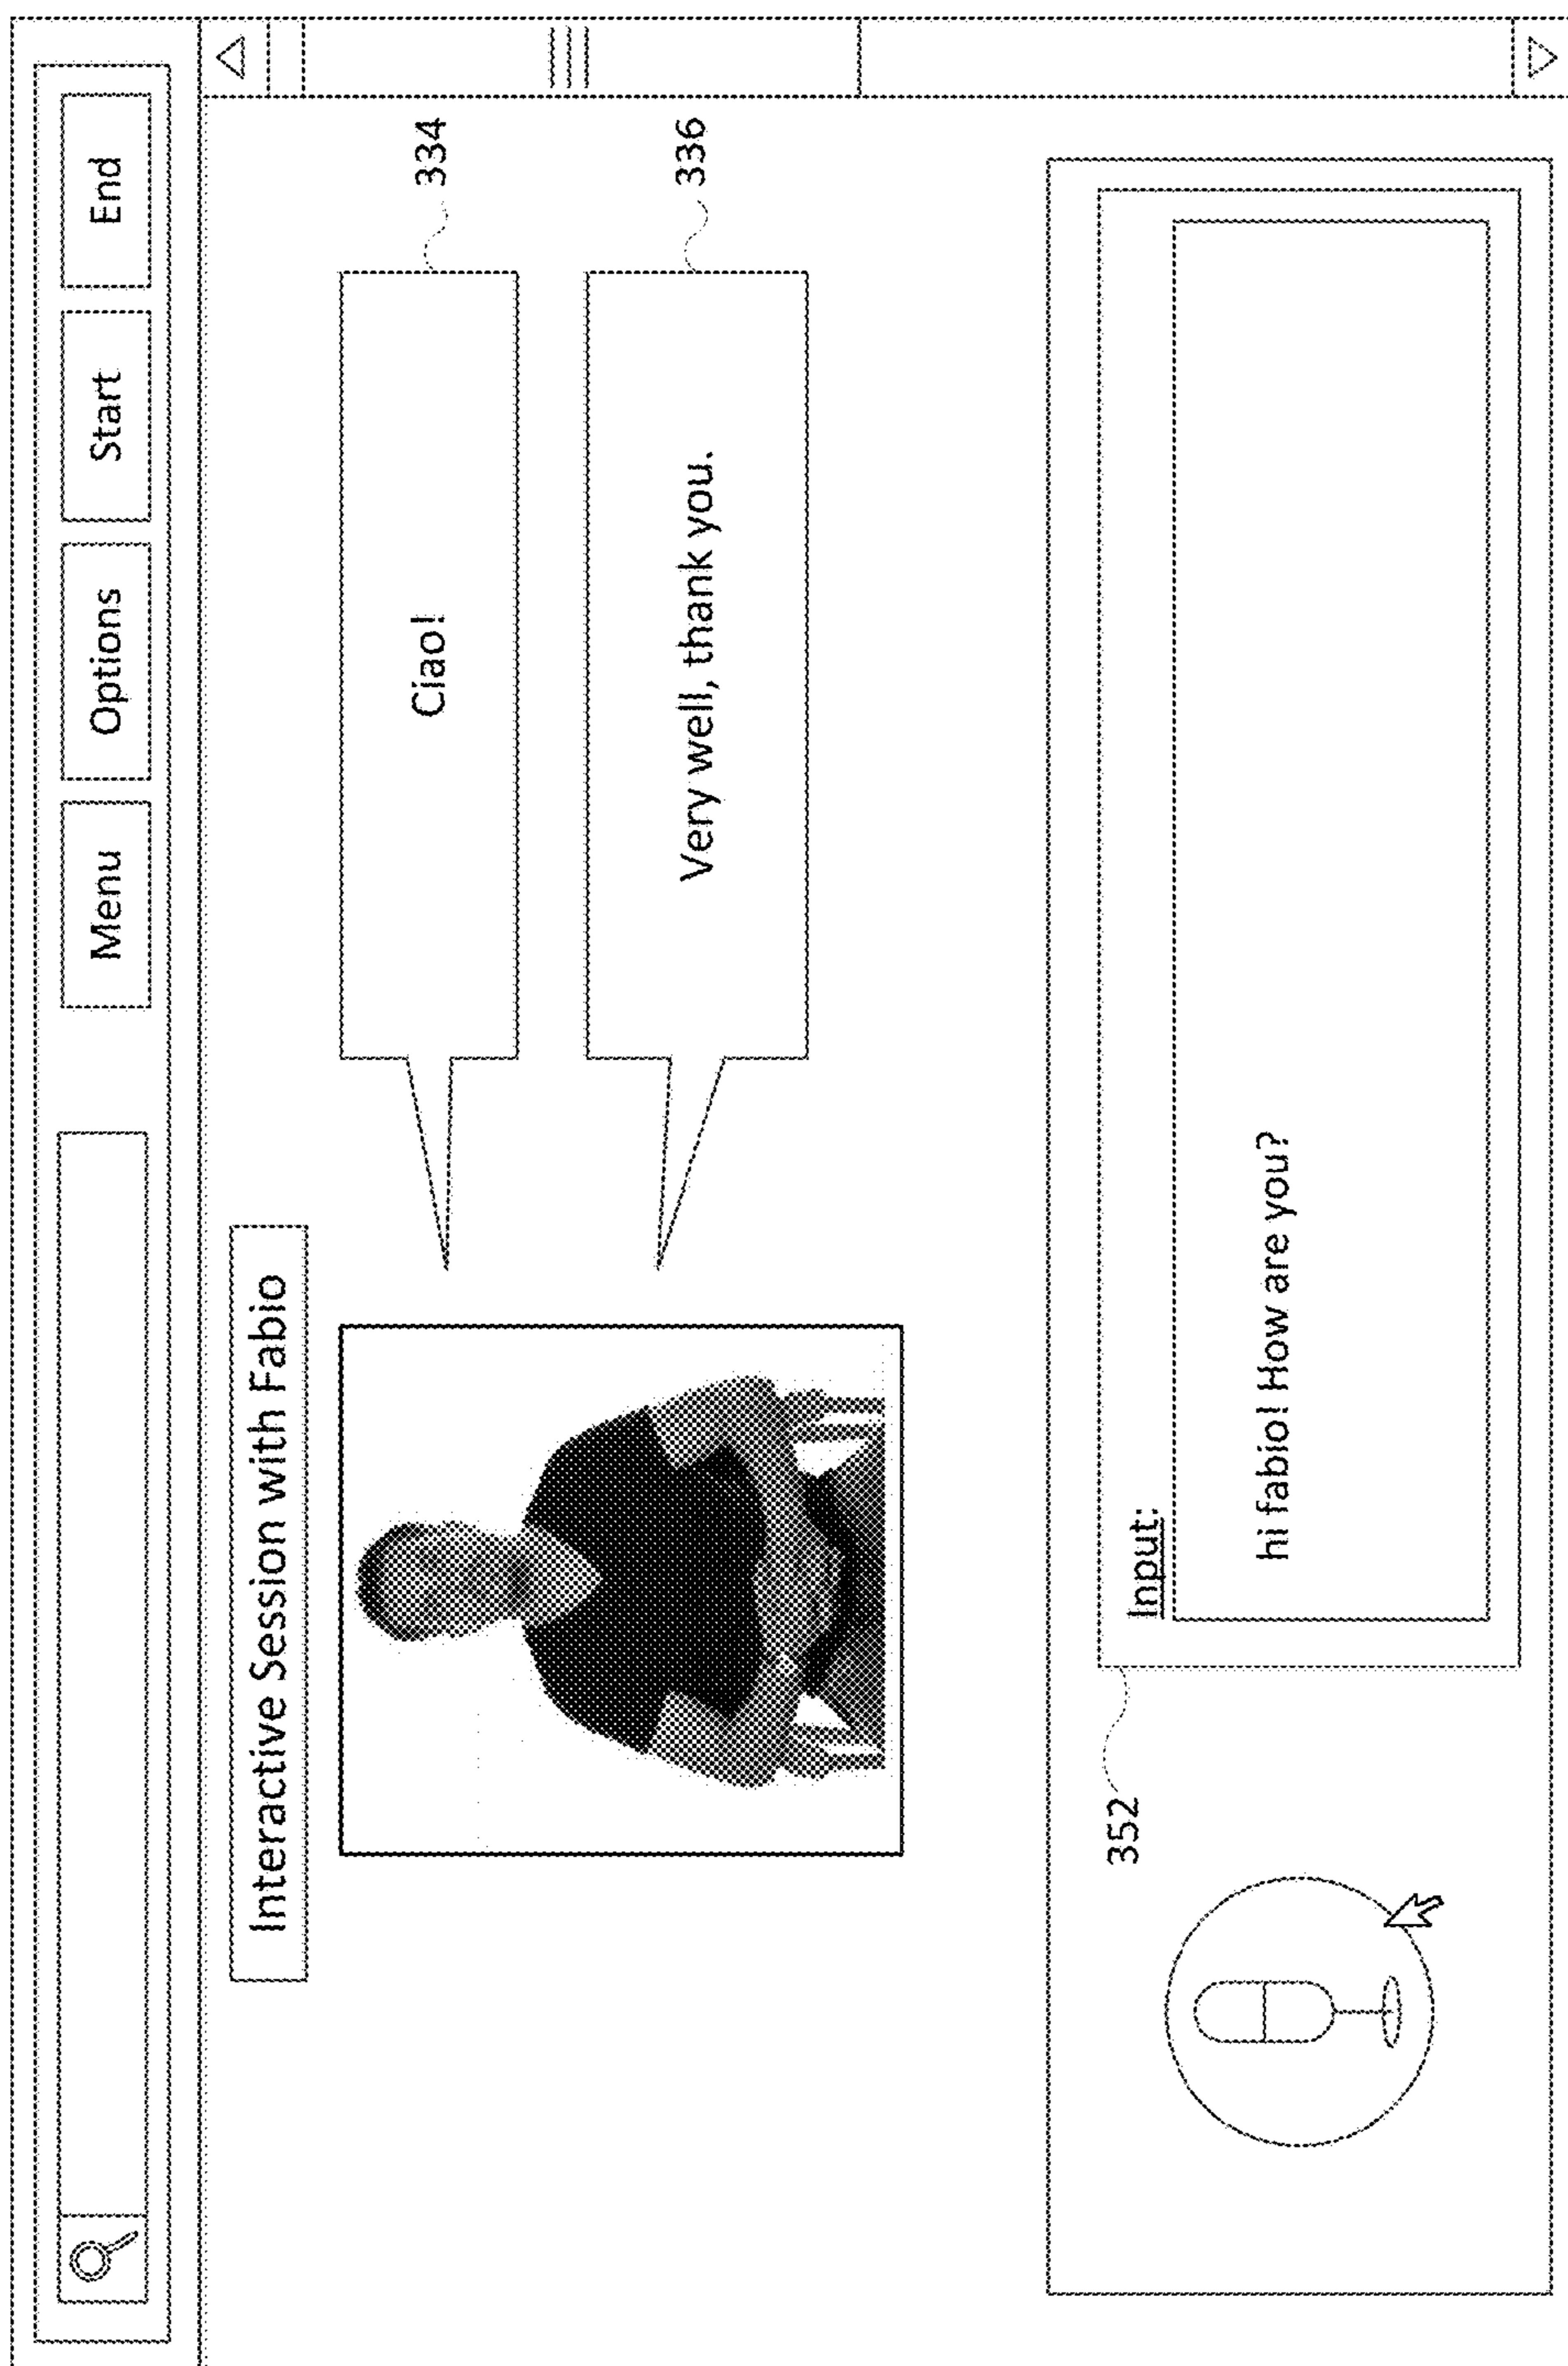 Menu
Options
Start
End
Interactive Session with Fabio
Ciao!
334
Very well, thank you.
336
352
Input:
hi fabio! How are you?